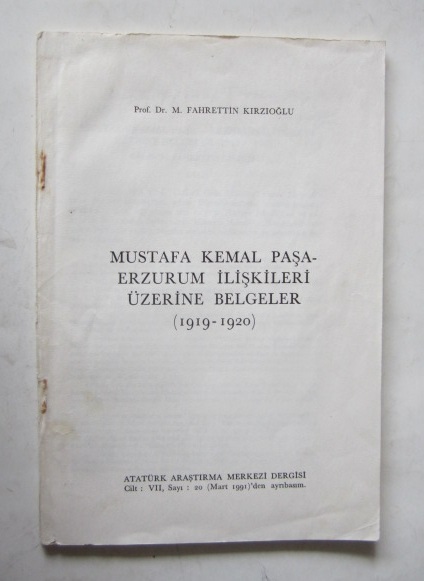 Prof. Dr. M. FAHRETTİN KIRZIOĞLU
MUSTAFA KEMAL PAŞA-
ERZURUM İLİŞKİLERİ
ÜZERİNE BELGELER
(1919-1920)
ATATÜRK ARAŞTIRMA MERKEZİ DERGİSİ
Cilt : VII, Sayı : 20 (Mart 1991)'den ayrıbasım.